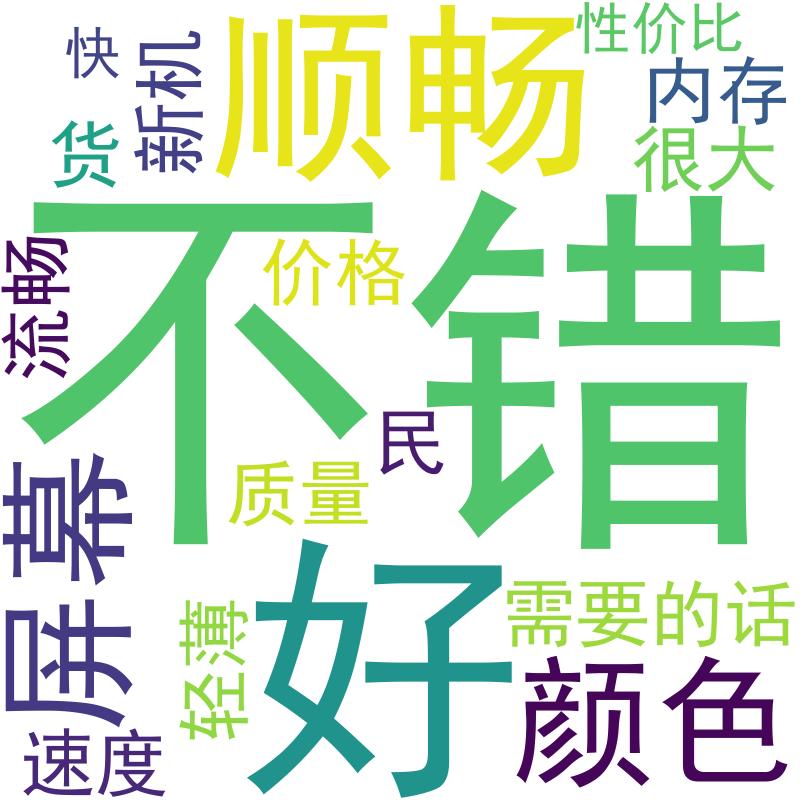 顺畅
性价比
快
新机
内存
货
很大
不错
流畅
价格
民
屏幕
质量
好
需要的话
轻薄
颜色
速度